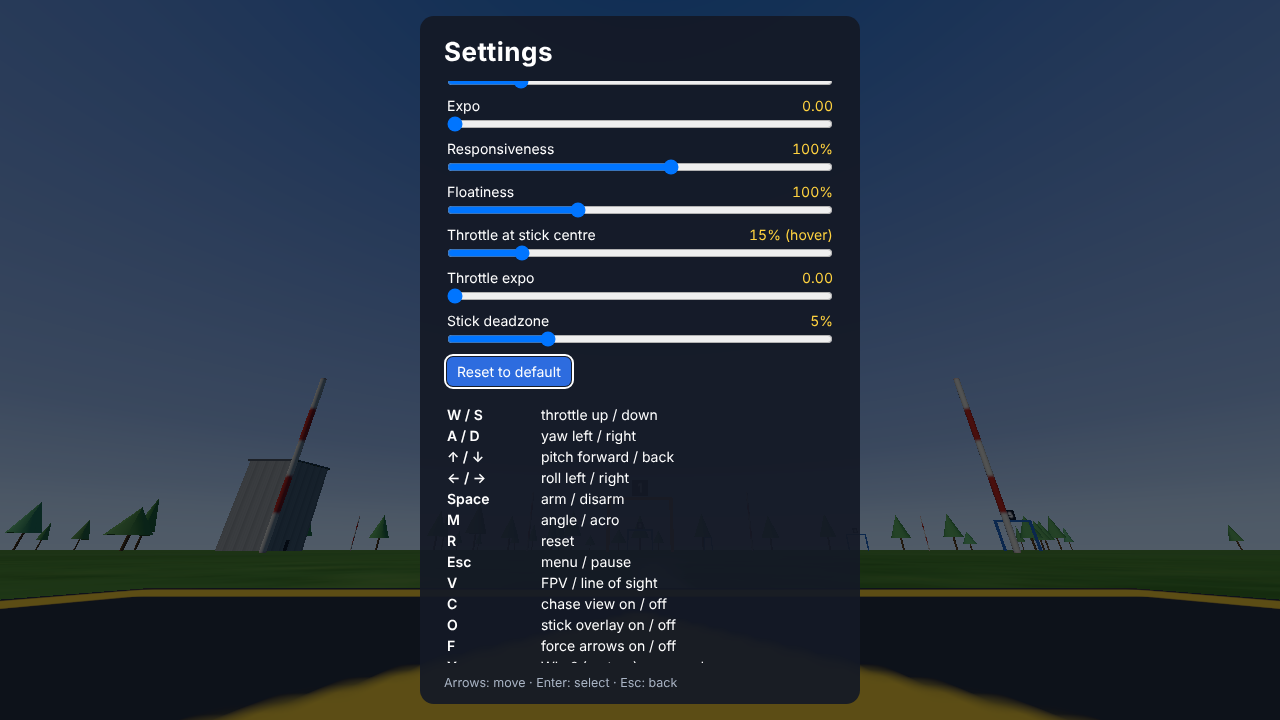 Settings
Expo 0.00
Responsiveness 100%
Floatiness 100%
Throttle at stick centre 15% (hover)
Throttle expo 0.00
Stick deadzone 5%
Reset to default
W / S throttle up / down
A / D yaw left / right
↑ / ↓ pitch forward / back
← / → roll left / right
Space arm / disarm
M angle / acro
R reset
Esc menu / pause
V FPV / line of sight
C chase view on / off
O stick overlay on / off
F force arrows on / off
Arrows: move · Enter: select · Esc: back